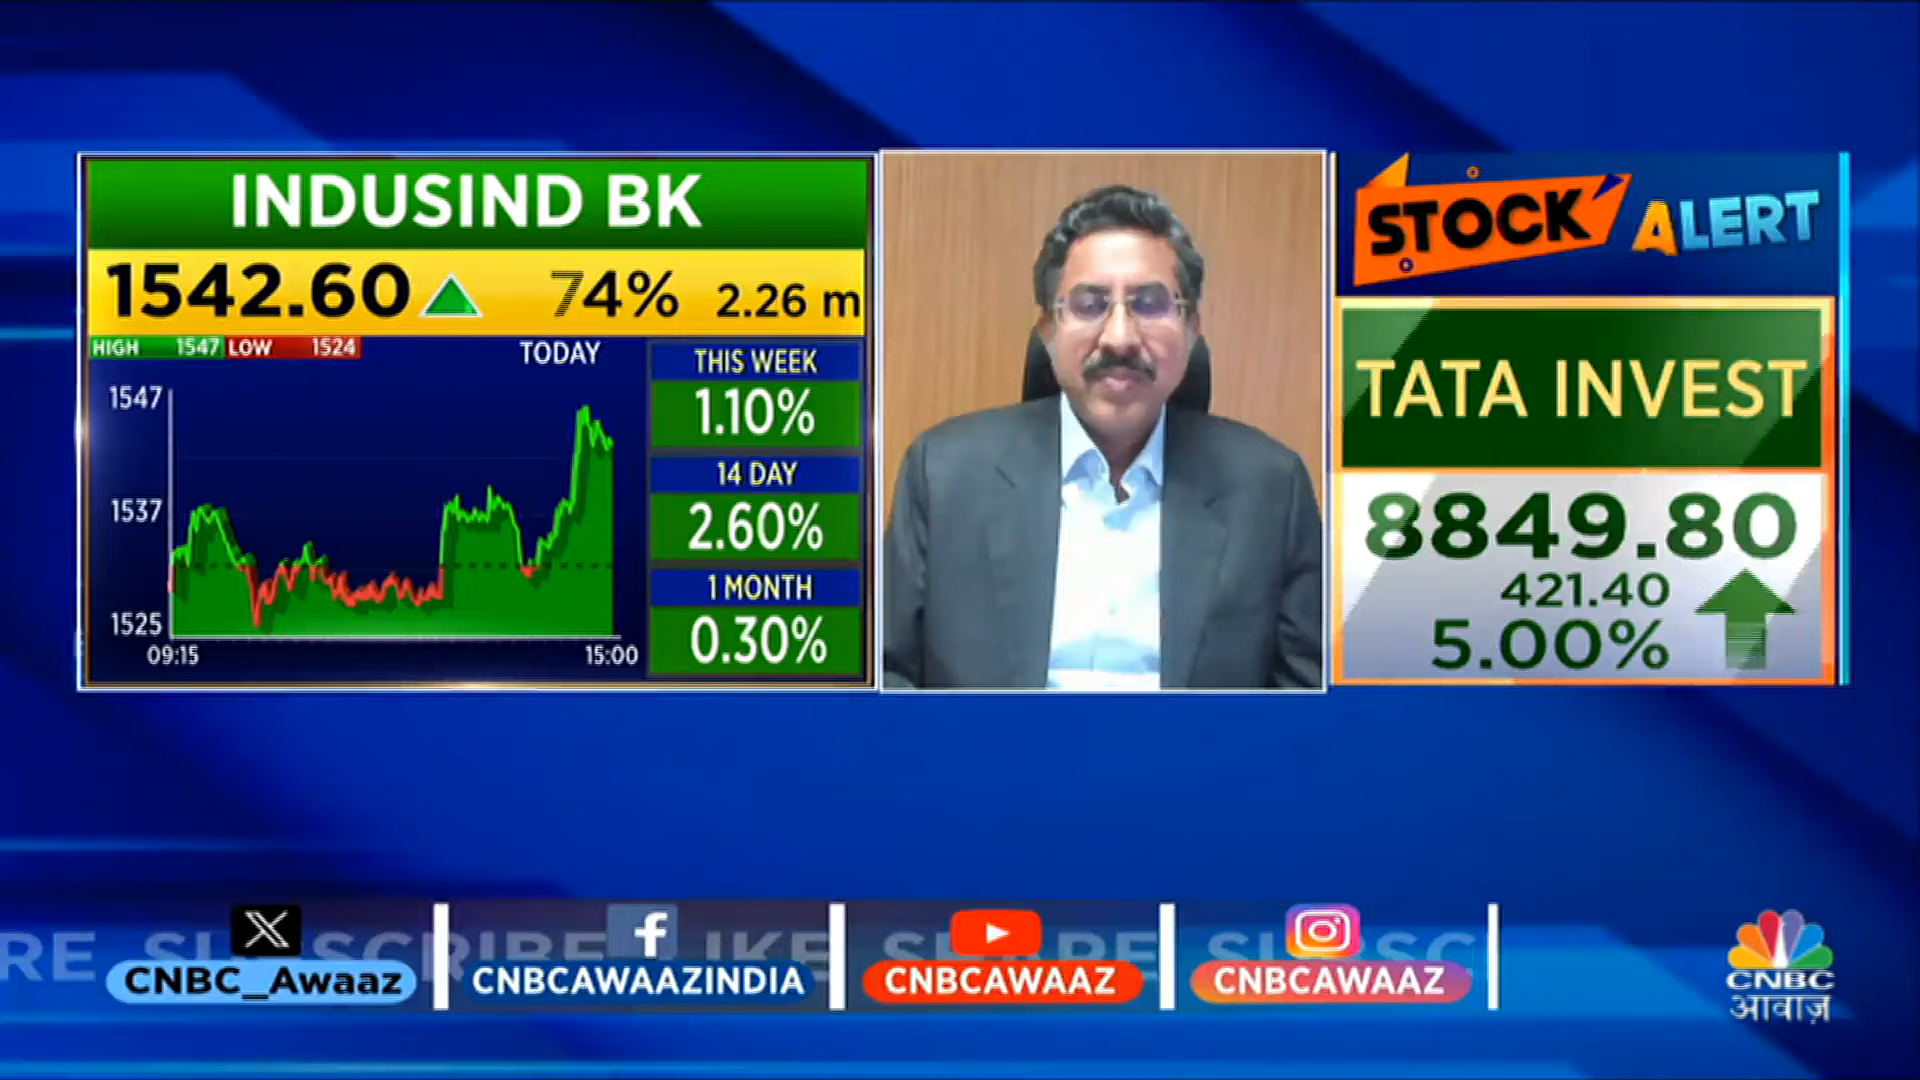 INDUSIND BK
1542.60 74% 2.26 m
HIGH 1547 LOW 1524
TODAY
1547
1537
1525
09:15 15:00
THIS WEEK
1.10%
14 DAY
2.60%
1 MONTH
0.30%
STOCK ALERT
TATA INVEST
8849.80
421.40
5.00%
CNBC_Awaaz
CNBCAWAAZINDIA
CNBCAWAAZ
CNBCAWAAZ
CNBC
आवाज़